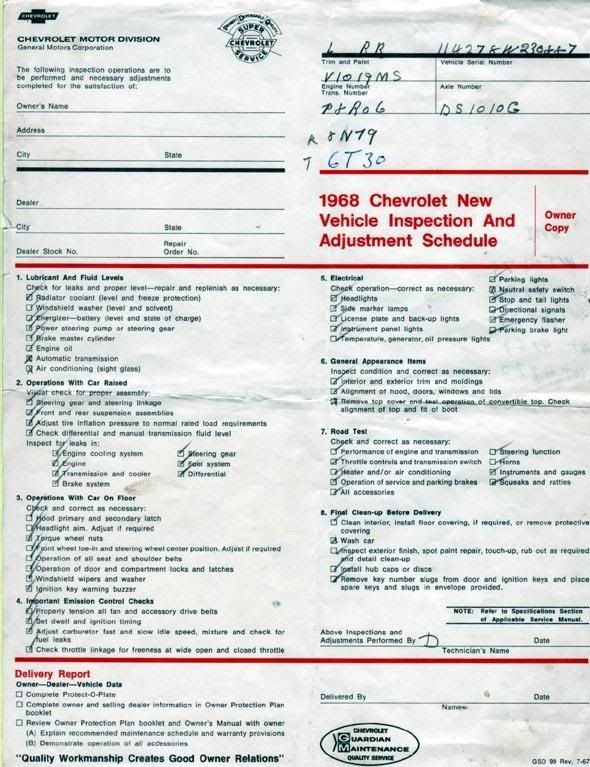 CHEVROLET
CHEVROLET MOTOR DIVISION
General Motors Corporation
SUPER
CHEVROLET
SERVICE
The following inspection operations are to
be performed and necessary adjustments
completed for the satisfaction of:
Owner's Name
Address
City State
Dealer
City State
Dealer Stock No. Repair Order No.
L RR
Trim and Paint Vehicle Serial Number
V1019MS
Engine Number Axle Number
Trans. Number
P8R06 DS1010G
R 8N79
T GT30
1968 Chevrolet New
Vehicle Inspection And
Adjustment Schedule
Owner
Copy
1. Lubricant And Fluid Levels
Check for leaks and proper level—repair and replenish as necessary:
Radiator coolant (level and freeze protection)
Windshield washer (level and solvent)
Energizer—battery (level and state of charge)
Power steering pump or steering gear
Brake master cylinder
Engine oil
Automatic transmission
Air conditioning (sight glass)
2. Operations With Car Raised
Visual check for proper assembly:
Steering gear and steering linkage
Front and rear suspension assemblies
Adjust tire inflation pressure to normal rated load requirements
Check differential and manual transmission fluid level
Inspect for leaks in:
Engine cooling system Steering gear
Engine Fuel system
Transmission and cooler Differential
Brake system
3. Operations With Car On Floor
Check and correct as necessary:
Hood primary and secondary latch
Headlight aim. Adjust if required
Torque wheel nuts
Front wheel toe-in and steering wheel center position. Adjust if required
Operation of all seat and shoulder belts
Operation of door and compartment locks and latches
Windshield wipers and washer
Ignition key warning buzzer
4. Important Emission Control Checks
Properly tension all fan and accessory drive belts
Set dwell and ignition timing
Adjust carburetor fast and slow idle speed, mixture and check for
fuel leaks
Check throttle linkage for freeness at wide open and closed throttle
5. Electrical
Check operation—correct as necessary:
Headlights
Side marker lamps
License plate and back-up lights
Instrument panel lights
Temperature, generator, oil pressure lights
Parking lights
Neutral safety switch
Stop and tail lights
Directional signals
Emergency flasher
Parking brake light
6. General Appearance Items
Inspect condition and correct as necessary:
Interior and exterior trim and moldings
Alignment of hood, doors, windows and lids
Remove top cover end test operation of convertible top. Check
alignment of top and fit of boot
7. Road Test
Check and correct as necessary:
Performance of engine and transmission Steering function
Throttle controls and transmission switch Horns
Heater and/or air conditioning Instruments and gauges
Operation of service and parking brakes Squeaks and rattles
All accessories
8. Final Clean-up Before Delivery
Clean interior, install floor covering, if required, or remove protective
covering
Wash car
Inspect exterior finish, spot paint repair, touch-up, rub out as required
and detail clean-up
Install hub caps or discs
Remove key number slugs from door and ignition keys and place
spare keys and slugs in envelope provided.
NOTE: Refer to Specifications Section
of Applicable Service Manual.
Above Inspections and
Adjustments Performed By D Date
Technician's Name
Delivery Report
Owner—Dealer—Vehicle Data
Complete Protect-O-Plate
Complete owner and selling dealer information in Owner Protection Plan
booklet
Review Owner Protection Plan booklet and Owner's Manual with owner
(A) Explain recommended maintenance schedule and warranty provisions
(B) Demonstrate operation of all accessories
"Quality Workmanship Creates Good Owner Relations"
Delivered By Date
Name
CHEVROLET
GUARDIAN
MAINTENANCE
QUALITY SERVICE
GSD 99 Rev. 7-67